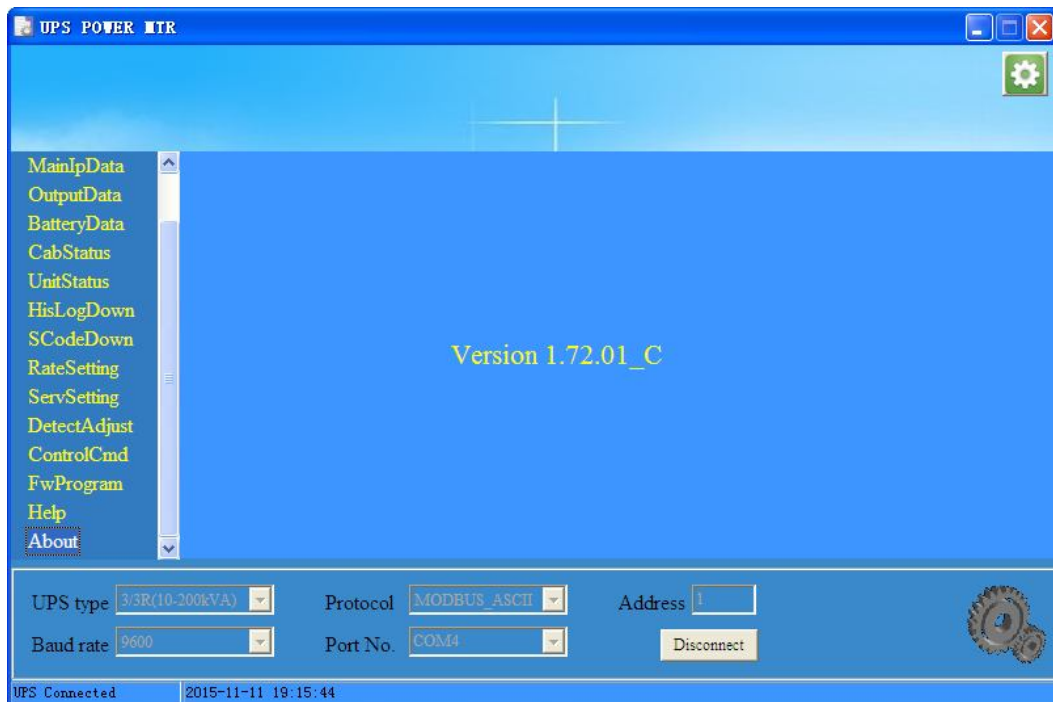 UPS POWER MTR
MainIpData
OutputData
BatteryData
CabStatus
UnitStatus
HisLogDown
SCodeDown
RateSetting
ServSetting
DetectAdjust
ControlCmd
FwProgram
Help
About
Version 1.72.01_C
UPS type 3/3R(10-200kVA) Protocol MODBUS_ASCII Address 1
Baud rate 9600 Port No. COM4 Disconnect
UPS Connected 2015-11-11 19:15:44